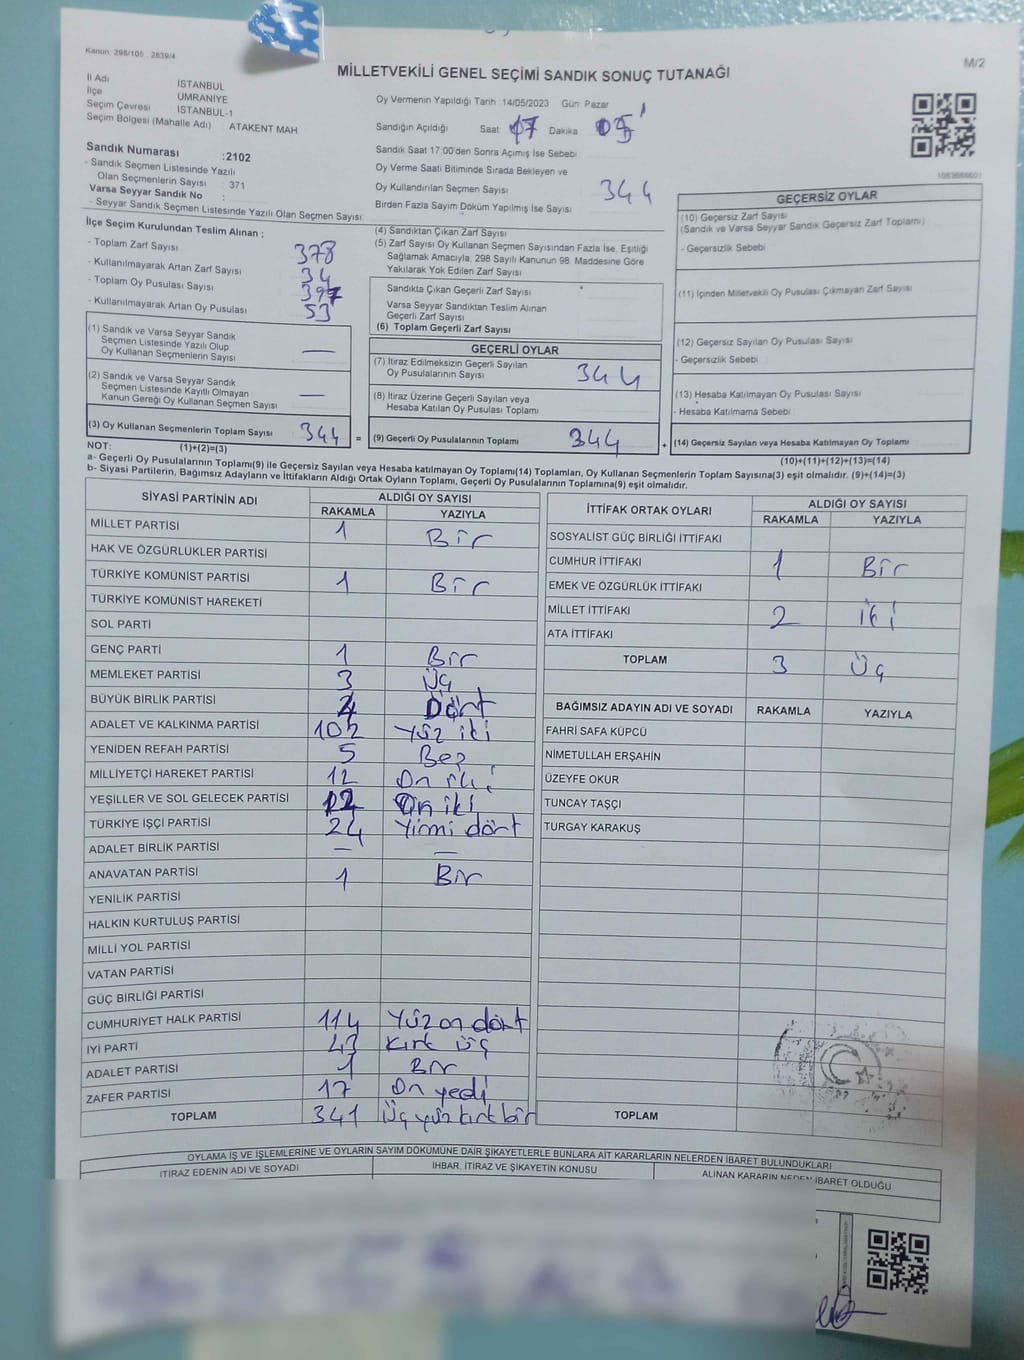 Kanun: 298/105 . 2839/4
M/2
MİLLETVEKİLİ GENEL SEÇİMİ SANDIK SONUÇ TUTANAĞI
İl Adı İSTANBUL
İlçe ÜMRANİYE
Seçim Çevresi İSTANBUL-1
Seçim Bölgesi (Mahalle Adı) ATAKENT MAH
Sandık Numarası :2102
- Sandık Seçmen Listesinde Yazılı
Olan Seçmenlerin Sayısı : 371
Varsa Seyyar Sandık No :
- Seyyar Sandık Seçmen Listesinde Yazılı Olan Seçmen Sayısı:
Oy Vermenin Yapıldığı Tarih :14/05/2023 Gün: Pazar
Sandığın Açıldığı Saat: 17 Dakika 05
Sandık Saat 17.00'den Sonra Açımış İse Sebebi :
Oy Verme Saati Bitiminde Sırada Bekleyen ve
Oy Kullandırılan Seçmen Sayısı 344
Birden Fazla Sayım Döküm Yapılmış İse Sayısı
1083688601
İlçe Seçim Kurulundan Teslim Alınan ;
- Toplam Zarf Sayısı 378
- Kullanılmayarak Artan Zarf Sayısı 34
- Toplam Oy Pusulası Sayısı 397
- Kullanılmayarak Artan Oy Pusulası 53
(1) Sandık ve Varsa Seyyar Sandık
Seçmen Listesinde Yazılı Olup
Oy Kullanan Seçmenlerin Sayısı —
(2) Sandık ve Varsa Seyyar Sandık
Seçmen Listesinde Kayıtlı Olmayan
Kanun Gereği Oy Kullanan Seçmen Sayısı —
(3) Oy Kullanan Seçmenlerin Toplam Sayısı 344
(4) Sandıktan Çıkan Zarf Sayısı
(5) Zarf Sayısı Oy Kullanan Seçmen Sayısından Fazla İse, Eşitliği
Sağlamak Amacıyla, 298 Sayılı Kanunun 98. Maddesine Göre
Yakılarak Yok Edilen Zarf Sayısı
Sandıkta Çıkan Geçerli Zarf Sayısı
Varsa Seyyar Sandıktan Teslim Alınan
Geçerli Zarf Sayısı
(6) Toplam Geçerli Zarf Sayısı
GEÇERLİ OYLAR
(7) İtiraz Edilmeksizin Geçerli Sayılan
Oy Pusulalarının Sayısı 344
(8) İtiraz Üzerine Geçerli Sayılan veya
Hesaba Katılan Oy Pusulası Toplamı
= (9) Geçerli Oy Pusulalarının Toplamı 344
GEÇERSİZ OYLAR
(10) Geçersiz Zarf Sayısı
(Sandık ve Varsa Seyyar Sandık Geçersiz Zarf Toplamı)
- Geçersizlik Sebebi
(11) İçinden Milletvekili Oy Pusulası Çıkmayan Zarf Sayısı
(12) Geçersiz Sayılan Oy Pusulası Sayısı
- Geçersizlik Sebebi :
(13) Hesaba Katılmayan Oy Pusulası Sayısı
- Hesaba Katılmama Sebebi
+ (14) Geçersiz Sayılan veya Hesaba Katılmayan Oy Toplamı
NOT: (1)+(2)=(3)
(10)+(11)+(12)+(13)=(14)
a- Geçerli Oy Pusulalarının Toplamı(9) ile Geçersiz Sayılan veya Hesaba katılmayan Oy Toplamı(14) Toplamları, Oy Kullanan Seçmenlerin Toplam Sayısına(3) eşit olmalıdır. (9)+(14)=(3)
b- Siyasi Partilerin, Bağımsız Adayların ve İttifakların Aldığı Ortak Oyların Toplamı, Geçerli Oy Pusulalarının Toplamına(9) eşit olmalıdır.
SİYASİ PARTİNİN ADI ALDIĞI OY SAYISI
RAKAMLA YAZIYLA
MİLLET PARTİSİ 1 Bir
HAK VE ÖZGÜRLÜKLER PARTİSİ
TÜRKİYE KOMÜNİST PARTİSİ 1 Bir
TÜRKİYE KOMÜNİST HAREKETİ
SOL PARTİ
GENÇ PARTİ 1 Bir
MEMLEKET PARTİSİ 3 Üç
BÜYÜK BİRLİK PARTİSİ 4 Dört
ADALET VE KALKINMA PARTİSİ 102 Yüz iki
YENİDEN REFAH PARTİSİ 5 Beş
MİLLİYETÇİ HAREKET PARTİSİ 12 On iki
YEŞİLLER VE SOL GELECEK PARTİSİ 12 On iki
TÜRKİYE İŞÇİ PARTİSİ 24 Yirmi dört
ADALET BİRLİK PARTİSİ — —
ANAVATAN PARTİSİ 1 Bir
YENİLİK PARTİSİ
HALKIN KURTULUŞ PARTİSİ
MİLLİ YOL PARTİSİ
VATAN PARTİSİ
GÜÇ BİRLİĞİ PARTİSİ
CUMHURİYET HALK PARTİSİ 114 Yüz on dört
İYİ PARTİ 43 Kırk üç
ADALET PARTİSİ 1 Bir
ZAFER PARTİSİ 17 On yedi
TOPLAM 341 Üç yüz kırk bir
İTTİFAK ORTAK OYLARI ALDIĞI OY SAYISI
RAKAMLA YAZIYLA
SOSYALİST GÜÇ BİRLİĞİ İTTİFAKI
CUMHUR İTTİFAKI 1 Bir
EMEK VE ÖZGÜRLÜK İTTİFAKI
MİLLET İTTİFAKI 2 İki
ATA İTTİFAKI
TOPLAM 3 Üç
BAĞIMSIZ ADAYIN ADI VE SOYADI RAKAMLA YAZIYLA
FAHRİ SAFA KÜPCÜ
NİMETULLAH ERŞAHİN
ÜZEYFE OKUR
TUNCAY TAŞÇI
TURGAY KARAKUŞ
TOPLAM
OYLAMA İŞ VE İŞLEMLERİNE VE OYLARIN SAYIM DÖKÜMÜNE DAİR ŞİKAYETLERLE BUNLARA AİT KARARLARIN NELERDEN İBARET BULUNDUKLARI
İTİRAZ EDENİN ADI VE SOYADI İHBAR, İTİRAZ VE ŞİKAYETİN KONUSU ALINAN KARARIN NEDEN İBARET OLDUĞU